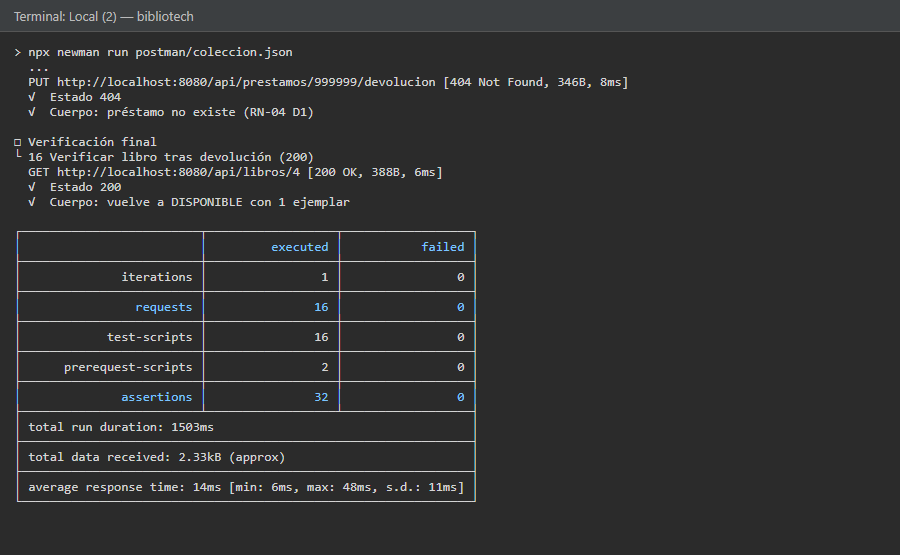 Terminal: Local (2) — bibliotech
> npx newman run postman/coleccion.json
...
PUT http://localhost:8080/api/prestamos/999999/devolucion [404 Not Found, 346B, 8ms]
√ Estado 404
√ Cuerpo: préstamo no existe (RN-04 D1)
□ Verificación final
└ 16 Verificar libro tras devolución (200)
GET http://localhost:8080/api/libros/4 [200 OK, 388B, 6ms]
√ Estado 200
√ Cuerpo: vuelve a DISPONIBLE con 1 ejemplar
executed failed
iterations 1 0
requests 16 0
test-scripts 16 0
prerequest-scripts 2 0
assertions 32 0
total run duration: 1503ms
total data received: 2.33kB (approx)
average response time: 14ms [min: 6ms, max: 48ms, s.d.: 11ms]